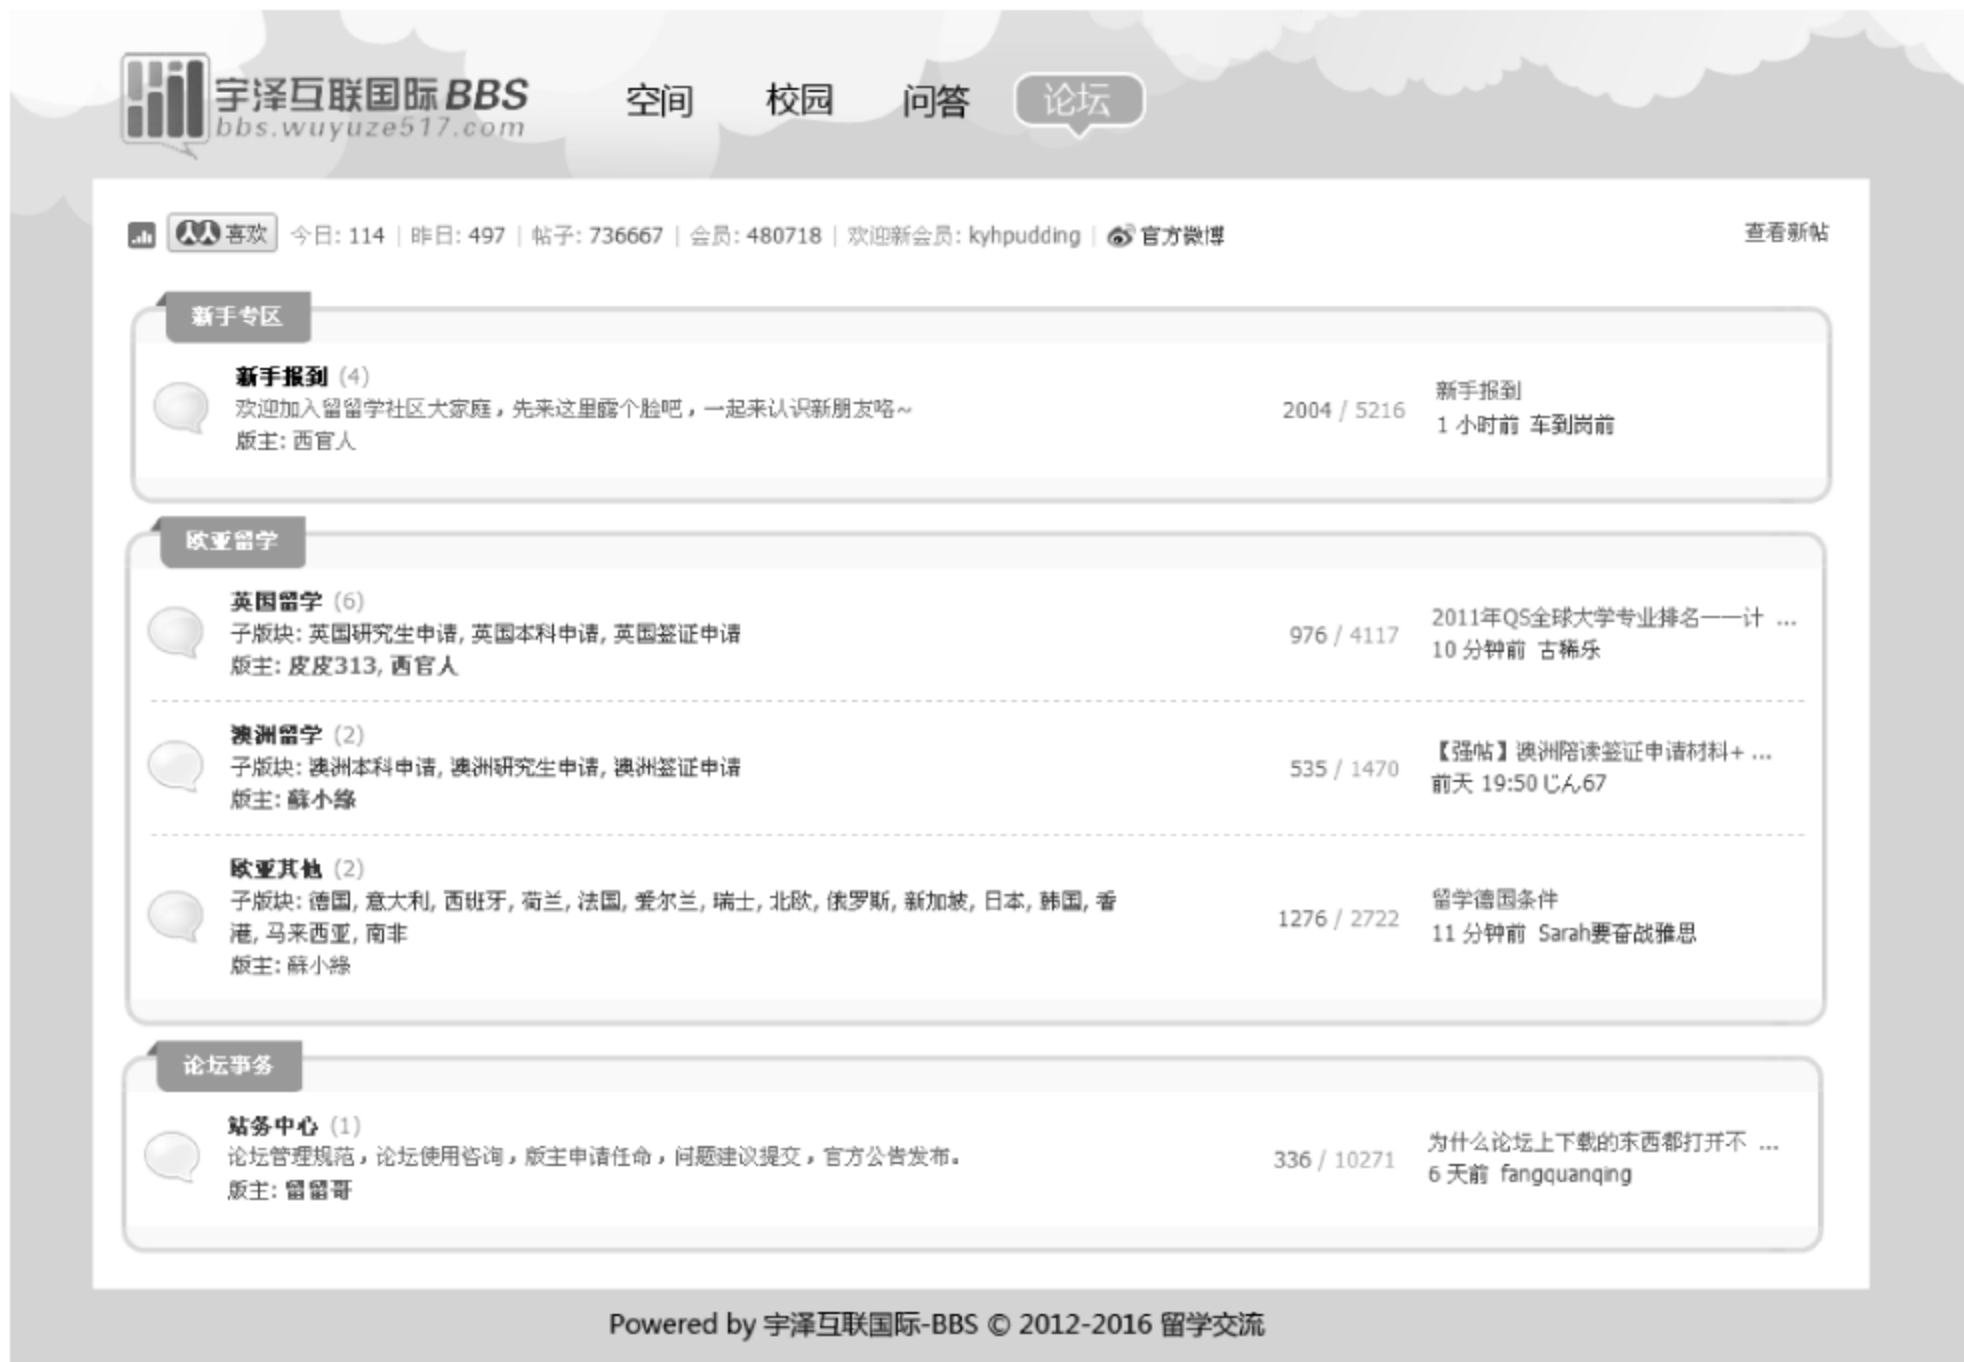 宇泽互联国际BBS
bbs.wuyuze517.com
空间 校园 问答 论坛
喜欢 今日: 114 | 昨日: 497 | 帖子: 736667 | 会员: 480718 | 欢迎新会员: kyhpudding | 官方微博 查看新帖
新手专区
新手报到 (4)
欢迎加入留留学社区大家庭，先来这里露个脸吧，一起来认识新朋友咯~
版主: 西官人
2004 / 5216
新手报到
1 小时前 车到岗前
欧亚留学
英国留学 (6)
子版块: 英国研究生申请, 英国本科申请, 英国签证申请
版主: 皮皮313, 西官人
976 / 4117
2011年QS全球大学专业排名——计 ...
10 分钟前 古稀乐
澳洲留学 (2)
子版块: 澳洲本科申请, 澳洲研究生申请, 澳洲签证申请
版主: 蘇小絳
535 / 1470
【强帖】澳洲陪读签证申请材料+ ...
前天 19:50 じん67
欧亚其他 (2)
子版块: 德国, 意大利, 西班牙, 荷兰, 法国, 爱尔兰, 瑞士, 北欧, 俄罗斯, 新加坡, 日本, 韩国, 香
港, 马来西亚, 南非
版主: 蘇小絳
1276 / 2722
留学德国条件
11 分钟前 Sarah要奋战雅思
论坛事务
站务中心 (1)
论坛管理规范，论坛使用咨询，版主申请任命，问题建议提交，官方公告发布。
版主: 留留哥
336 / 10271
为什么论坛上下载的东西都打开不 ...
6 天前 fangquanqing
Powered by 宇泽互联国际-BBS © 2012-2016 留学交流